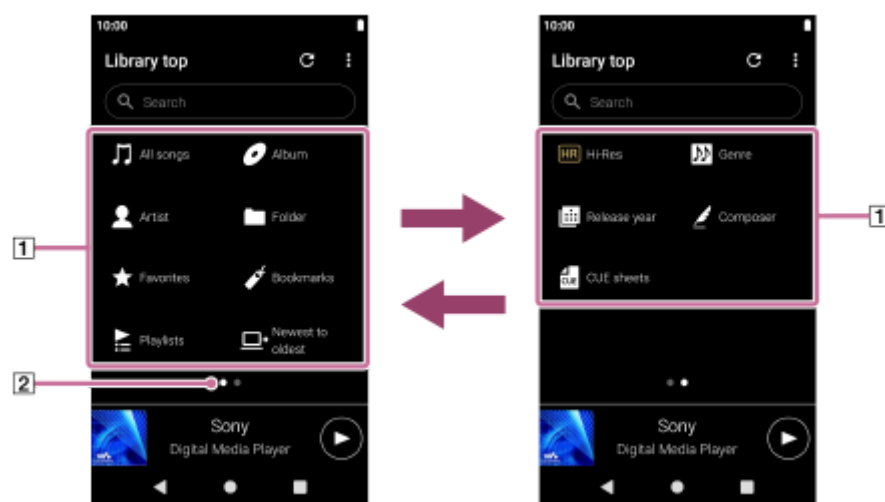 10:00
Library top
Search
All songs
Album
Artist
Folder
Favorites
Bookmarks
Playlists
Newest to
oldest
1
2
Sony
Digital Media Player
10:00
Library top
Search
HR Hi-Res
Genre
Release year
Composer
CUE CUE sheets
1
Sony
Digital Media Player